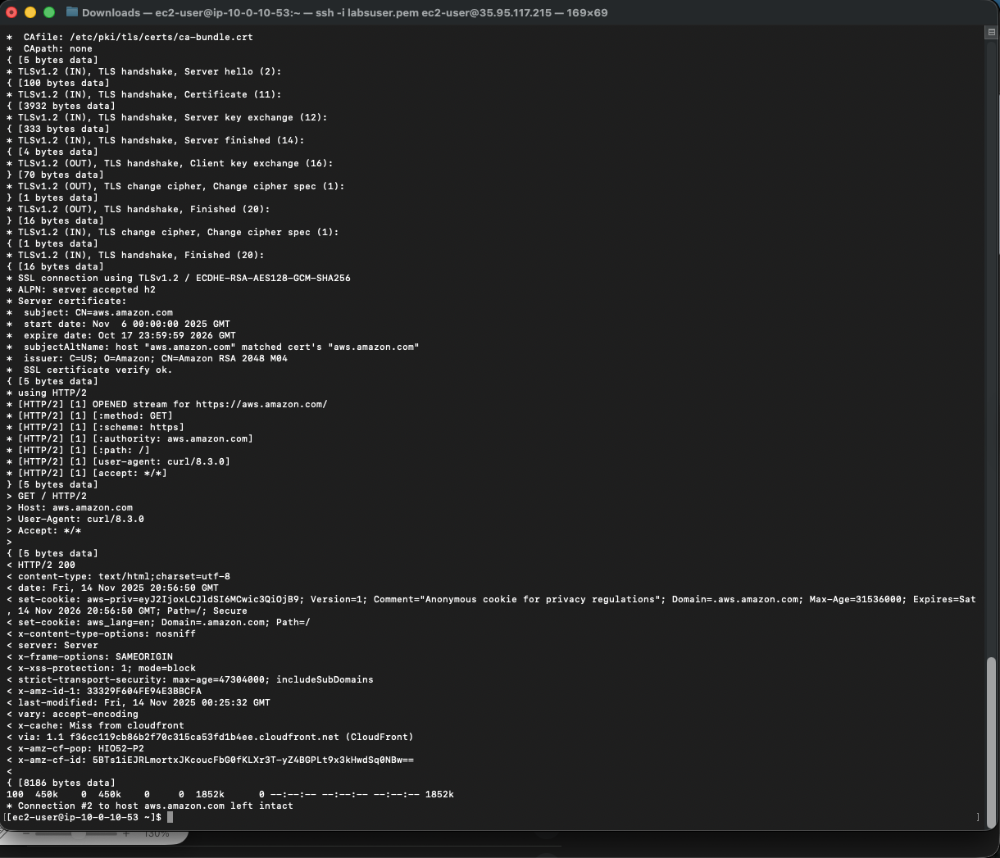 Downloads — ec2-user@ip-10-0-10-53:~ — ssh -i labsuser.pem ec2-user@35.95.117.215 — 169×69
*  CAfile: /etc/pki/tls/certs/ca-bundle.crt
*  CApath: none
{ [5 bytes data]
* TLSv1.2 (IN), TLS handshake, Server hello (2):
{ [100 bytes data]
* TLSv1.2 (IN), TLS handshake, Certificate (11):
{ [3932 bytes data]
* TLSv1.2 (IN), TLS handshake, Server key exchange (12):
{ [333 bytes data]
* TLSv1.2 (IN), TLS handshake, Server finished (14):
{ [4 bytes data]
* TLSv1.2 (OUT), TLS handshake, Client key exchange (16):
} [70 bytes data]
* TLSv1.2 (OUT), TLS change cipher, Change cipher spec (1):
} [1 bytes data]
* TLSv1.2 (OUT), TLS handshake, Finished (20):
} [16 bytes data]
* TLSv1.2 (IN), TLS change cipher, Change cipher spec (1):
{ [1 bytes data]
* TLSv1.2 (IN), TLS handshake, Finished (20):
{ [16 bytes data]
* SSL connection using TLSv1.2 / ECDHE-RSA-AES128-GCM-SHA256
* ALPN: server accepted h2
* Server certificate:
*  subject: CN=aws.amazon.com
*  start date: Nov  6 00:00:00 2025 GMT
*  expire date: Oct 17 23:59:59 2026 GMT
*  subjectAltName: host "aws.amazon.com" matched cert's "aws.amazon.com"
*  issuer: C=US; O=Amazon; CN=Amazon RSA 2048 M04
*  SSL certificate verify ok.
{ [5 bytes data]
* using HTTP/2
* [HTTP/2] [1] OPENED stream for https://aws.amazon.com/
* [HTTP/2] [1] [:method: GET]
* [HTTP/2] [1] [:scheme: https]
* [HTTP/2] [1] [:authority: aws.amazon.com]
* [HTTP/2] [1] [:path: /]
* [HTTP/2] [1] [user-agent: curl/8.3.0]
* [HTTP/2] [1] [accept: */*]
} [5 bytes data]
> GET / HTTP/2
> Host: aws.amazon.com
> User-Agent: curl/8.3.0
> Accept: */*
>
{ [5 bytes data]
< HTTP/2 200
< content-type: text/html;charset=utf-8
< date: Fri, 14 Nov 2025 20:56:50 GMT
< set-cookie: aws-priv=eyJ2IjoxLCJldSI6MCwic3QiOjB9; Version=1; Comment="Anonymous cookie for privacy regulations"; Domain=.aws.amazon.com; Max-Age=31536000; Expires=Sat
, 14 Nov 2026 20:56:50 GMT; Path=/; Secure
< set-cookie: aws_lang=en; Domain=.amazon.com; Path=/
< x-content-type-options: nosniff
< server: Server
< x-frame-options: SAMEORIGIN
< x-xss-protection: 1; mode=block
< strict-transport-security: max-age=47304000; includeSubDomains
< x-amz-id-1: 33329F604FE94E3BBCFA
< last-modified: Fri, 14 Nov 2025 00:25:32 GMT
< vary: accept-encoding
< x-cache: Miss from cloudfront
< via: 1.1 f36cc119cb86b2f70c315ca53fd1b4ee.cloudfront.net (CloudFront)
< x-amz-cf-pop: HIO52-P2
< x-amz-cf-id: 5BTs1iEJRLmortxJKcoucFbG0fKLXr3T-yZ4BGPLt9x3kHwdSq0NBw==
<
{ [8186 bytes data]
100  450k    0  450k    0     0  1852k      0 --:--:-- --:--:-- --:--:-- 1852k
* Connection #2 to host aws.amazon.com left intact
[[ec2-user@ip-10-0-10-53 ~]$ ]
130%